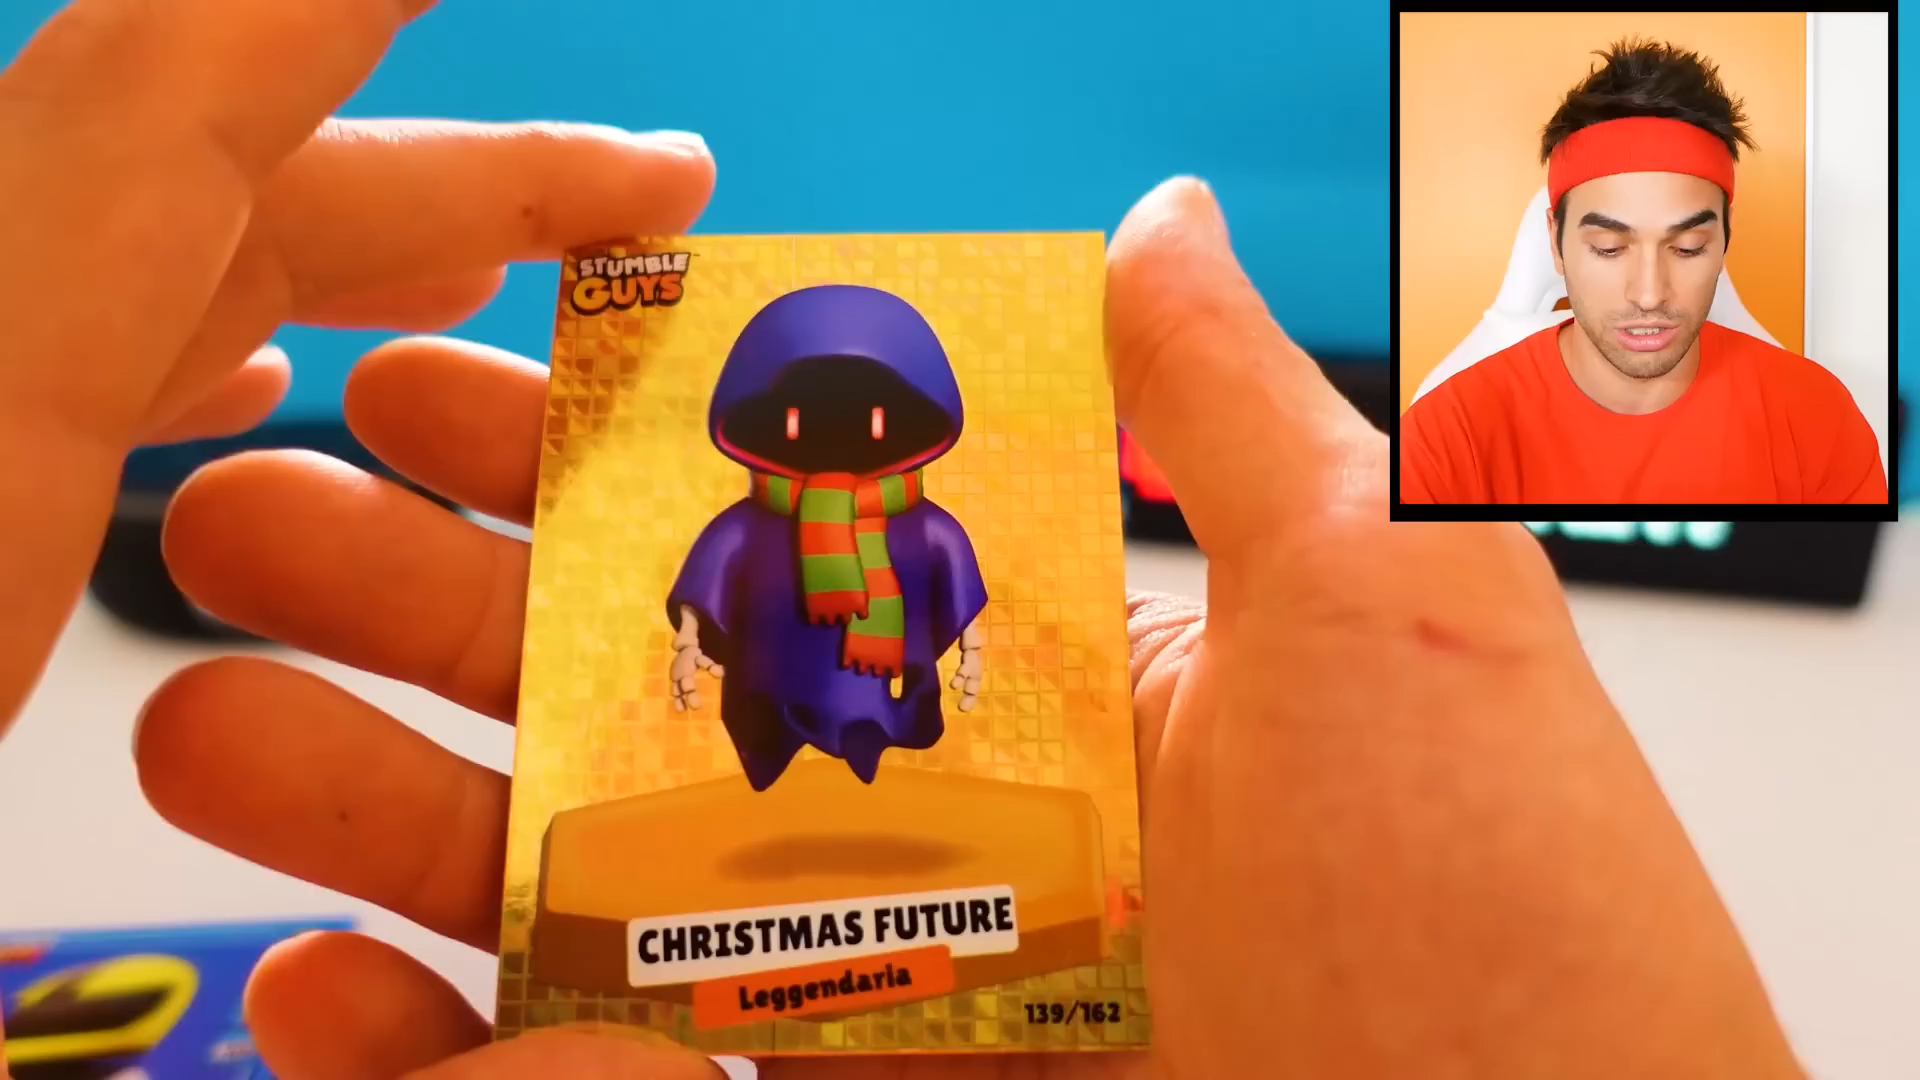 STUMBLE
GUYS
CHRISTMAS FUTURE
Leggendaria
139/162